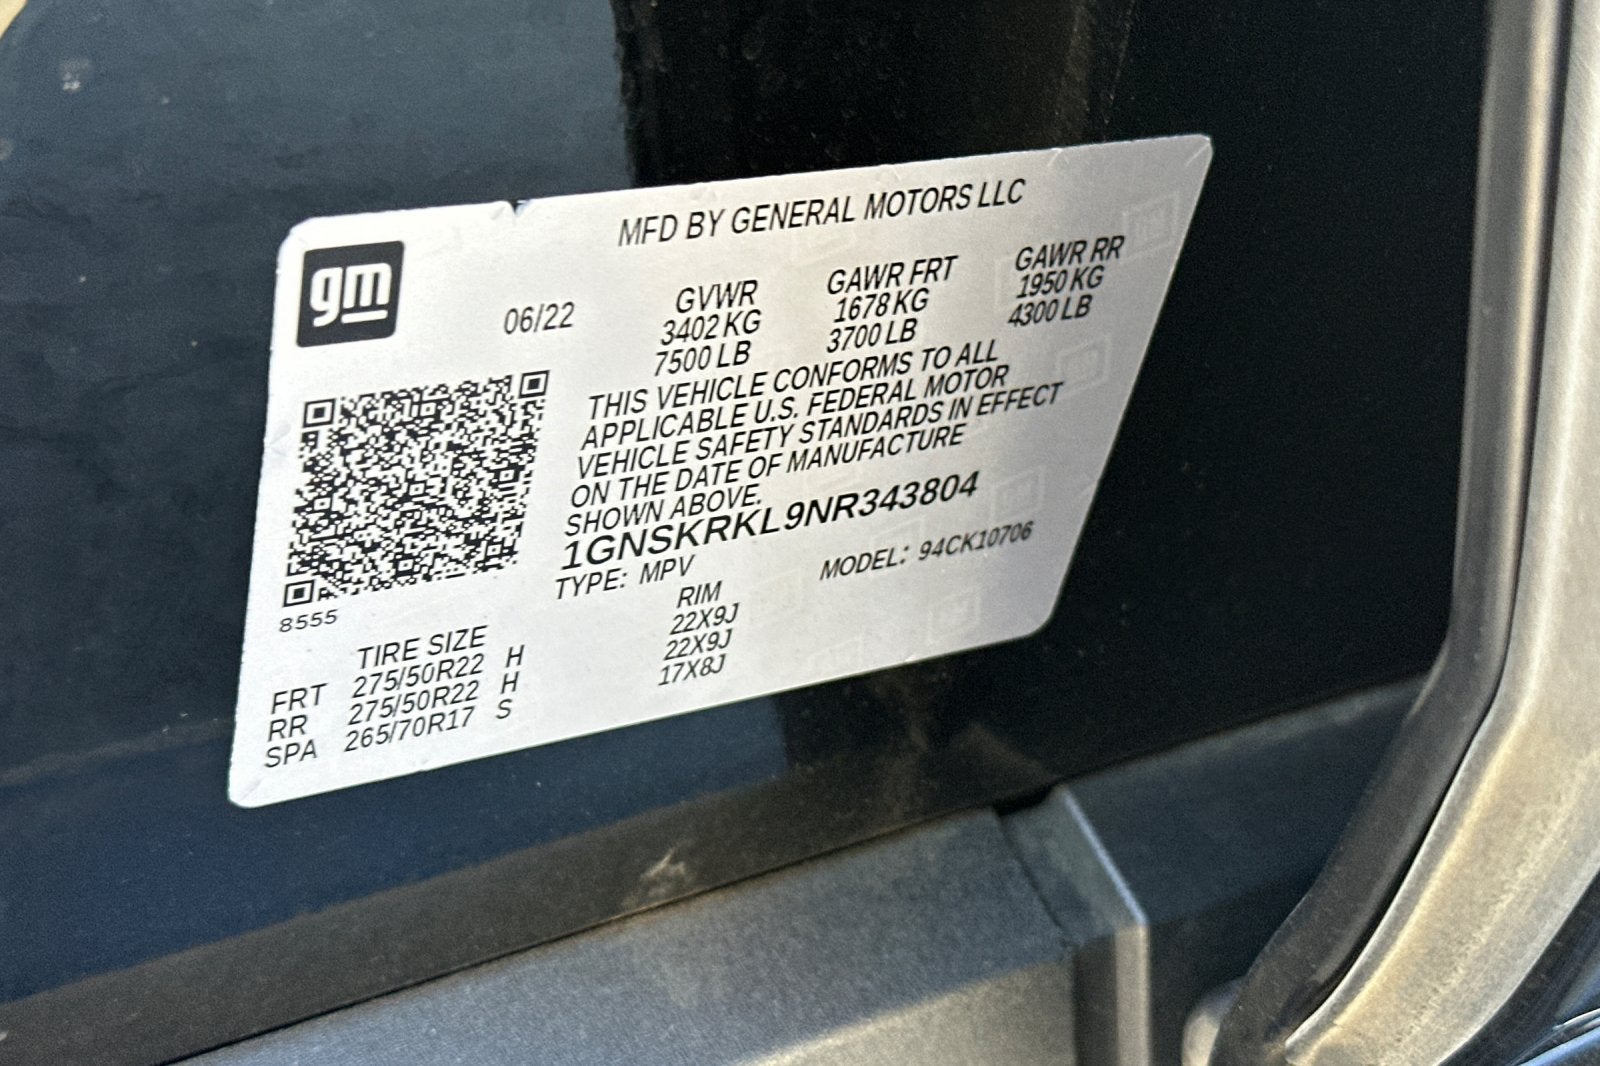 gm
MFD BY GENERAL MOTORS LLC
06/22
GVWR
3402 KG
7500 LB
GAWR FRT
1678 KG
3700 LB
GAWR RR
1950 KG
4300 LB
THIS VEHICLE CONFORMS TO ALL
APPLICABLE U.S. FEDERAL MOTOR
VEHICLE SAFETY STANDARDS IN EFFECT
ON THE DATE OF MANUFACTURE
SHOWN ABOVE.
1GNSKRKL9NR343804
TYPE: MPV MODEL: 94CK10706
8555
TIRE SIZE RIM
FRT 275/50R22 H 22X9J
RR 275/50R22 H 22X9J
SPA 265/70R17 S 17X8J